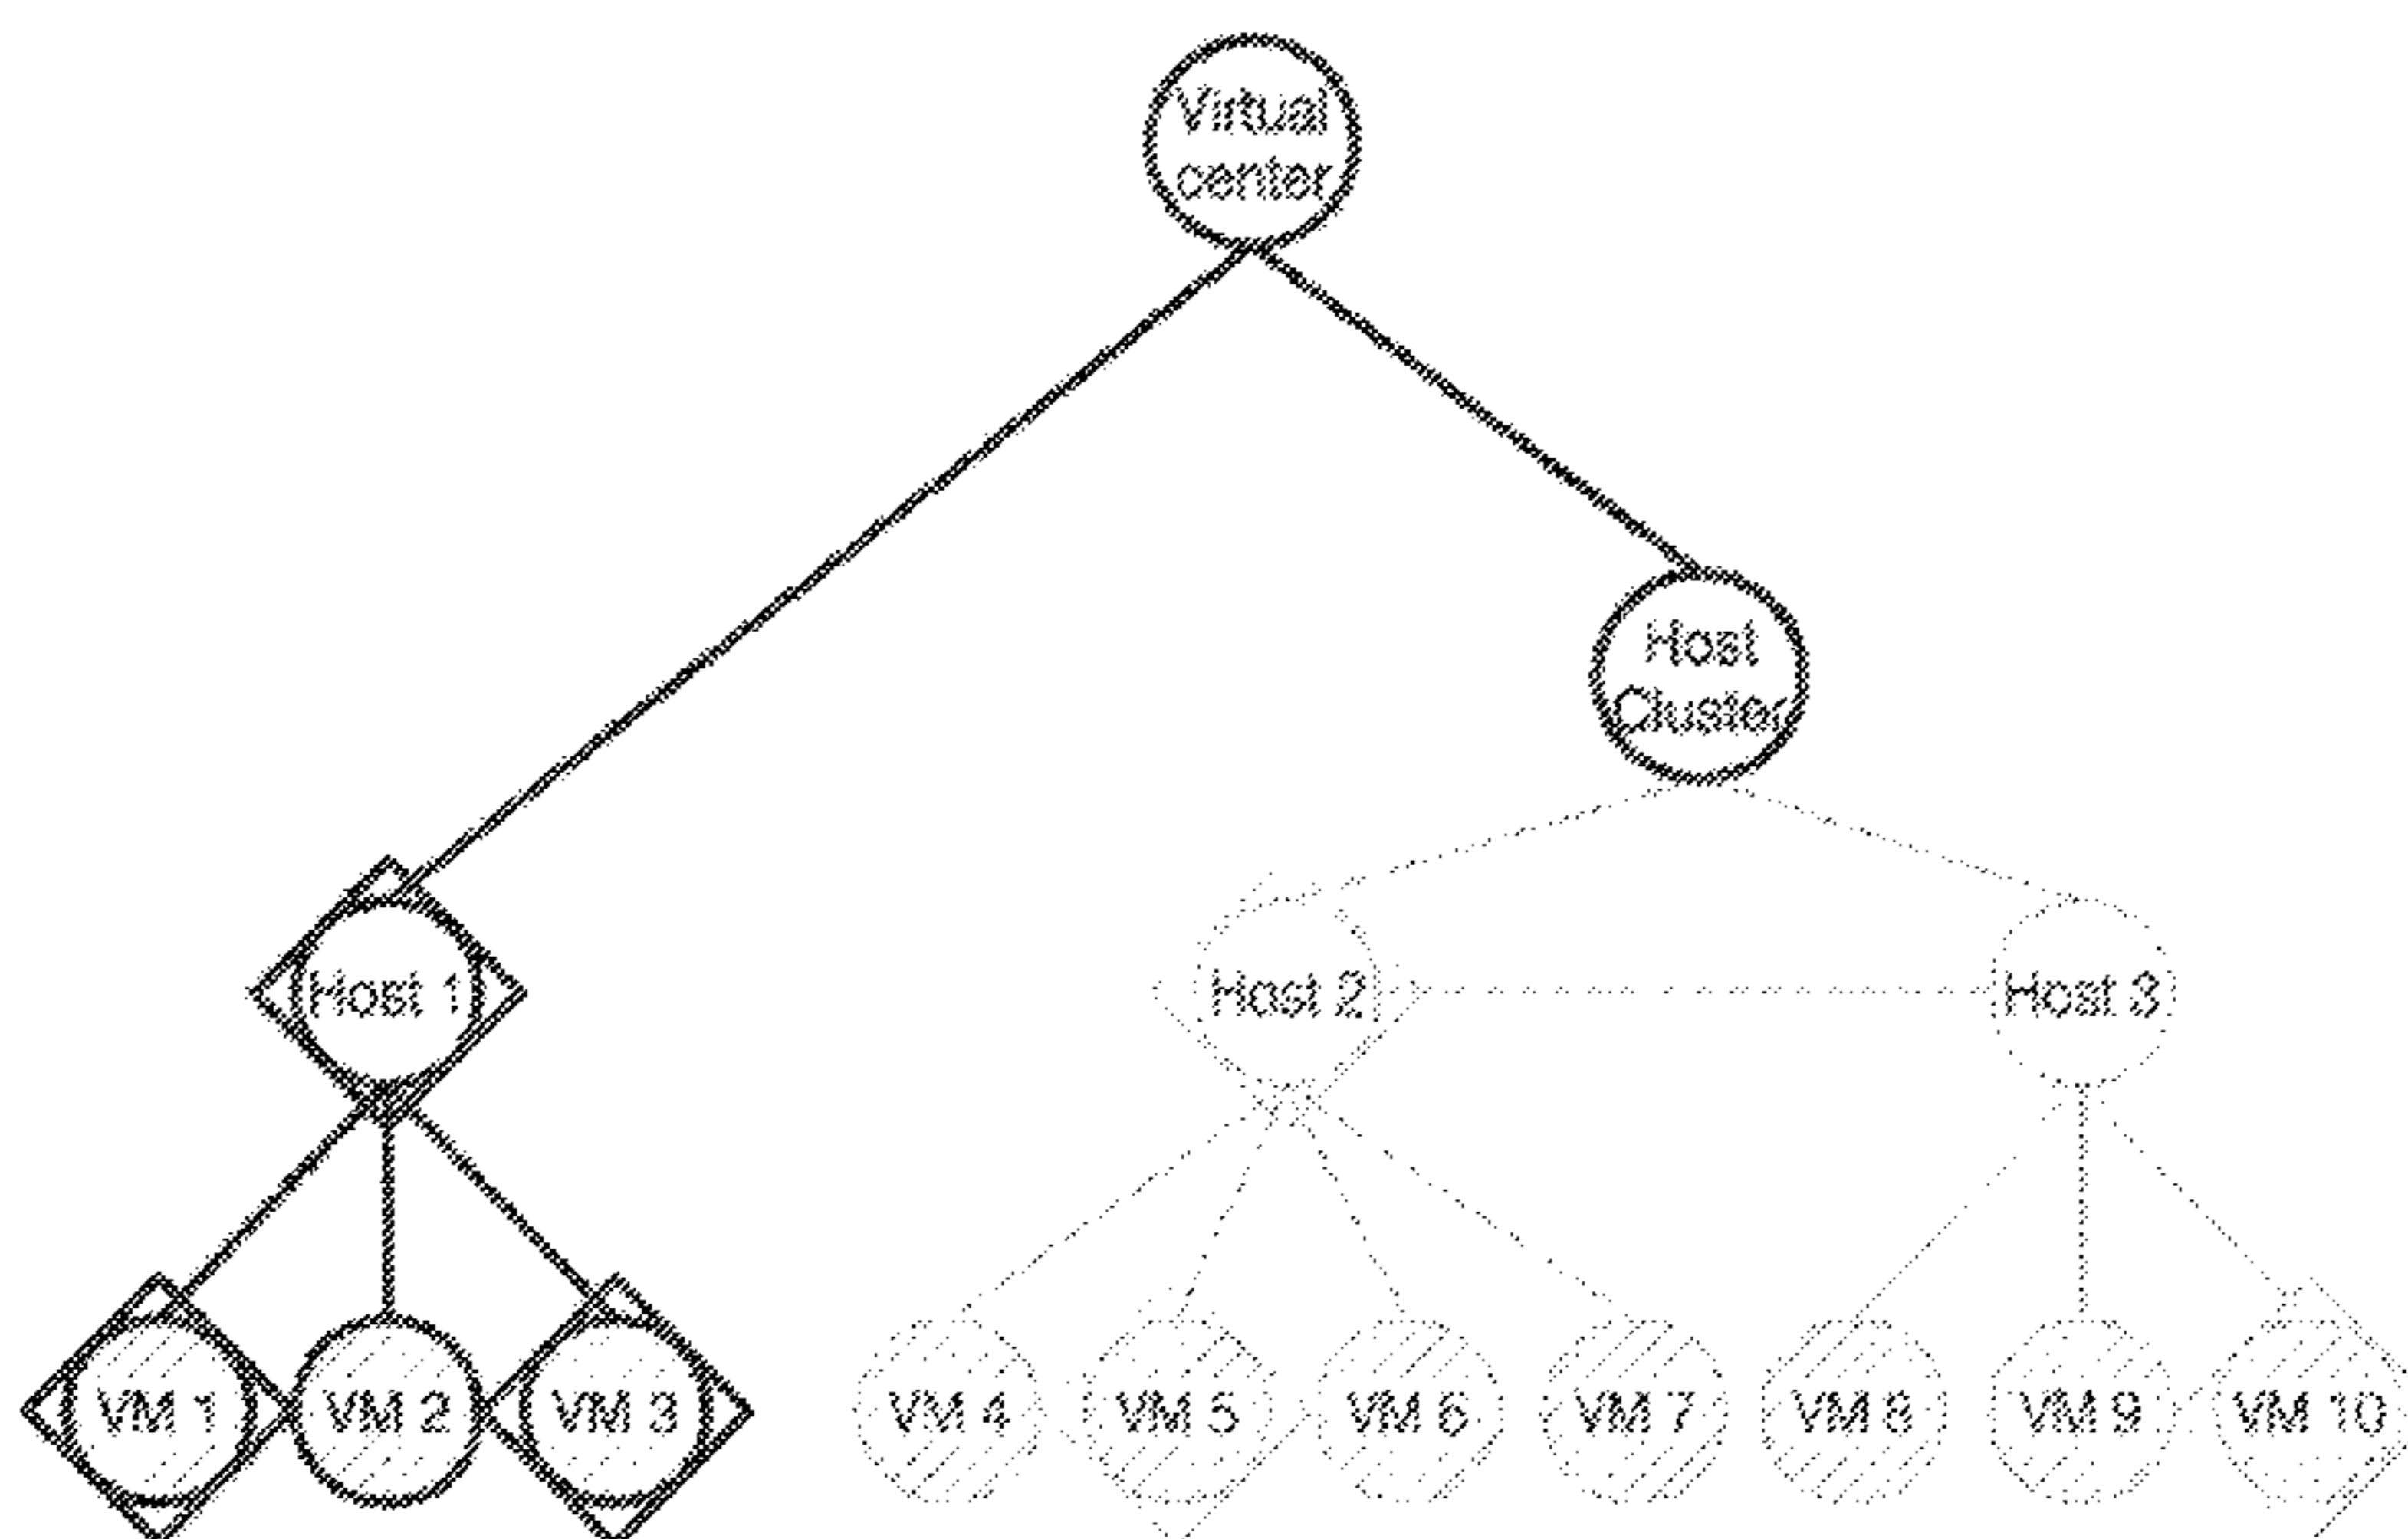 Virtual
center
Host
Cluster
Host 1
Host 2
Host 3
VM 1
VM 2
VM 3
VM 4
VM 5
VM 6
VM 7
VM 8
VM 9
VM 10